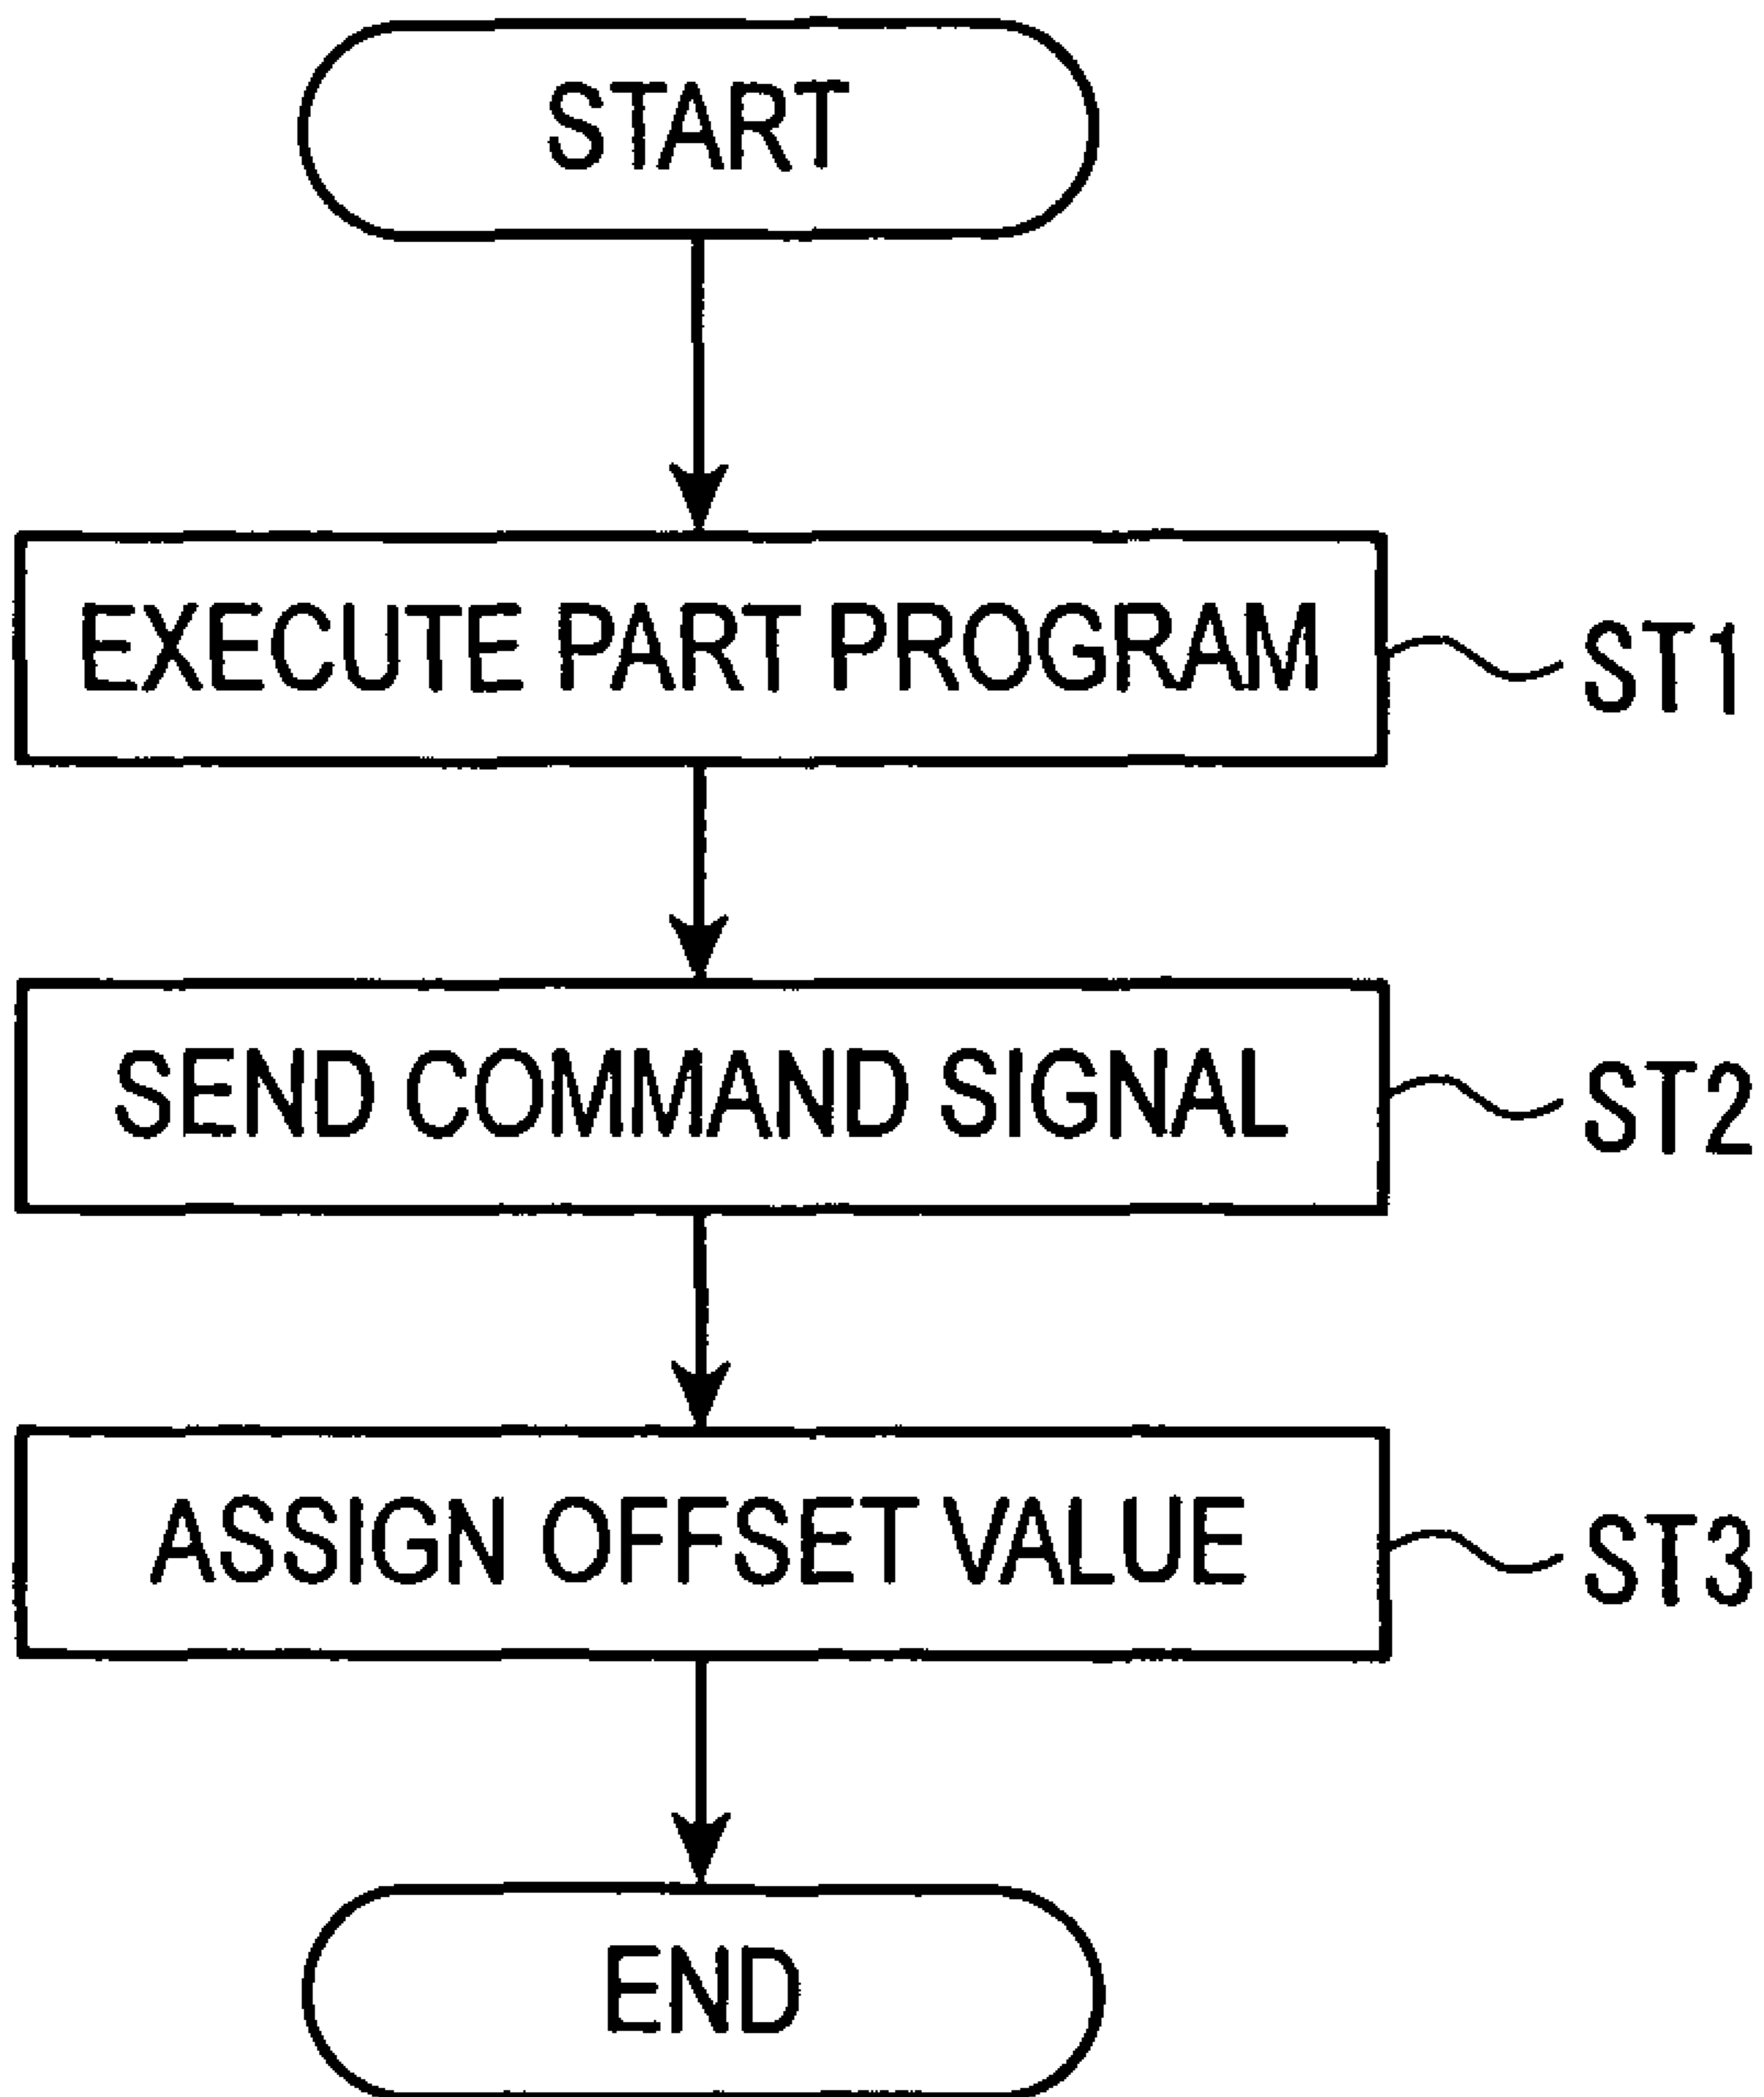 START
EXECUTE PART PROGRAM
ST1
SEND COMMAND SIGNAL
ST2
ASSIGN OFFSET VALUE
ST3
END